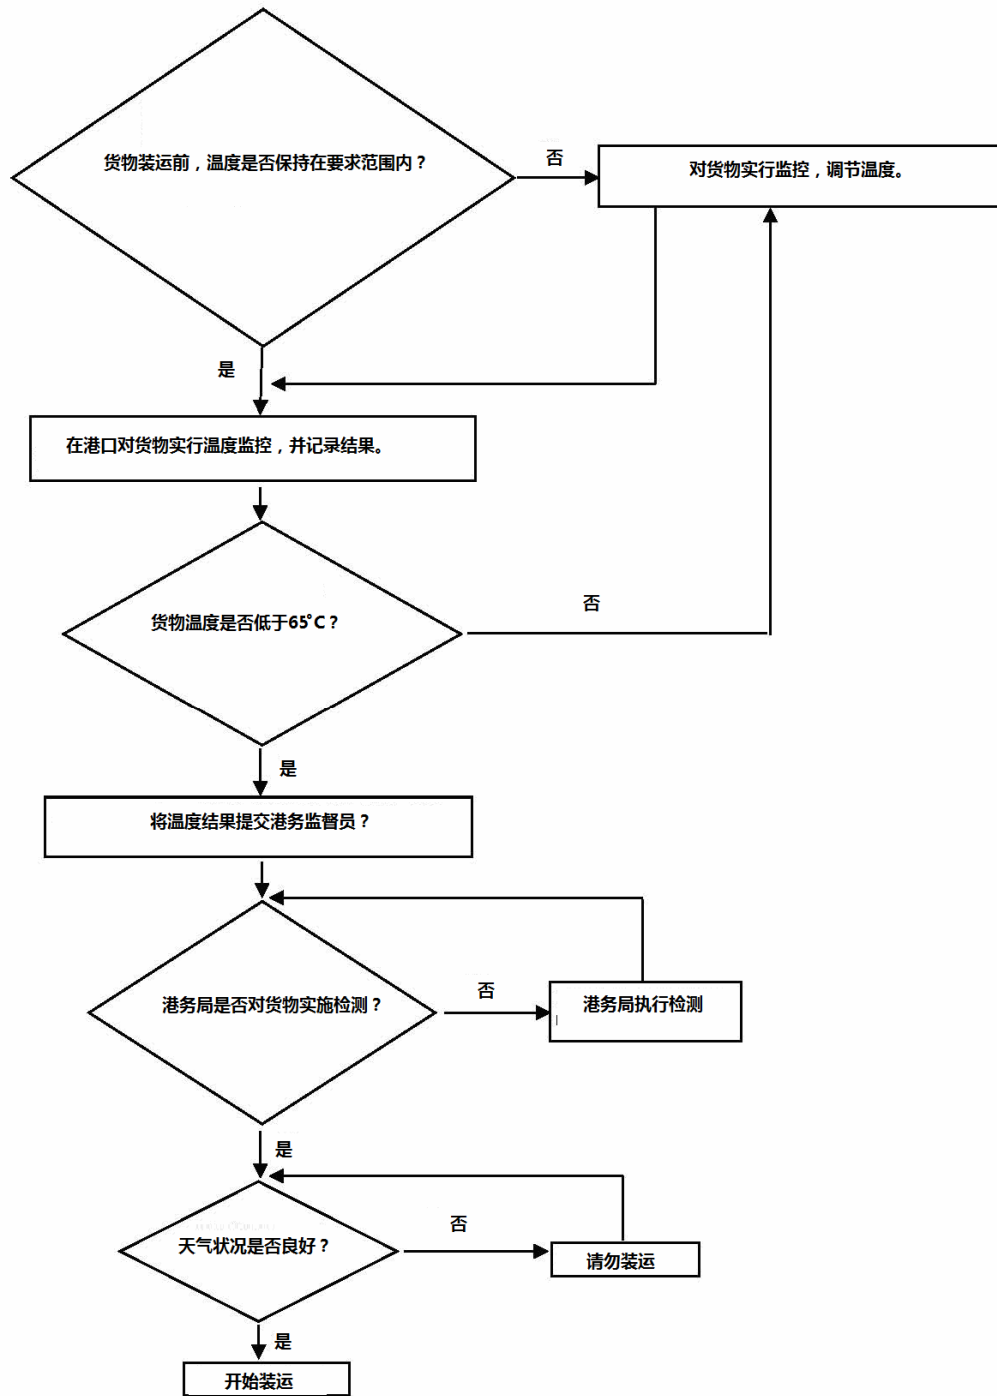 货物装运前，温度是否保持在要求范围内？
否
对货物实行监控，调节温度。
是
在港口对货物实行温度监控，并记录结果。
货物温度是否低于65°C？
否
是
将温度结果提交港务监督员？
港务局是否对货物实施检测？
否
港务局执行检测
是
天气状况是否良好？
否
请勿装运
是
开始装运